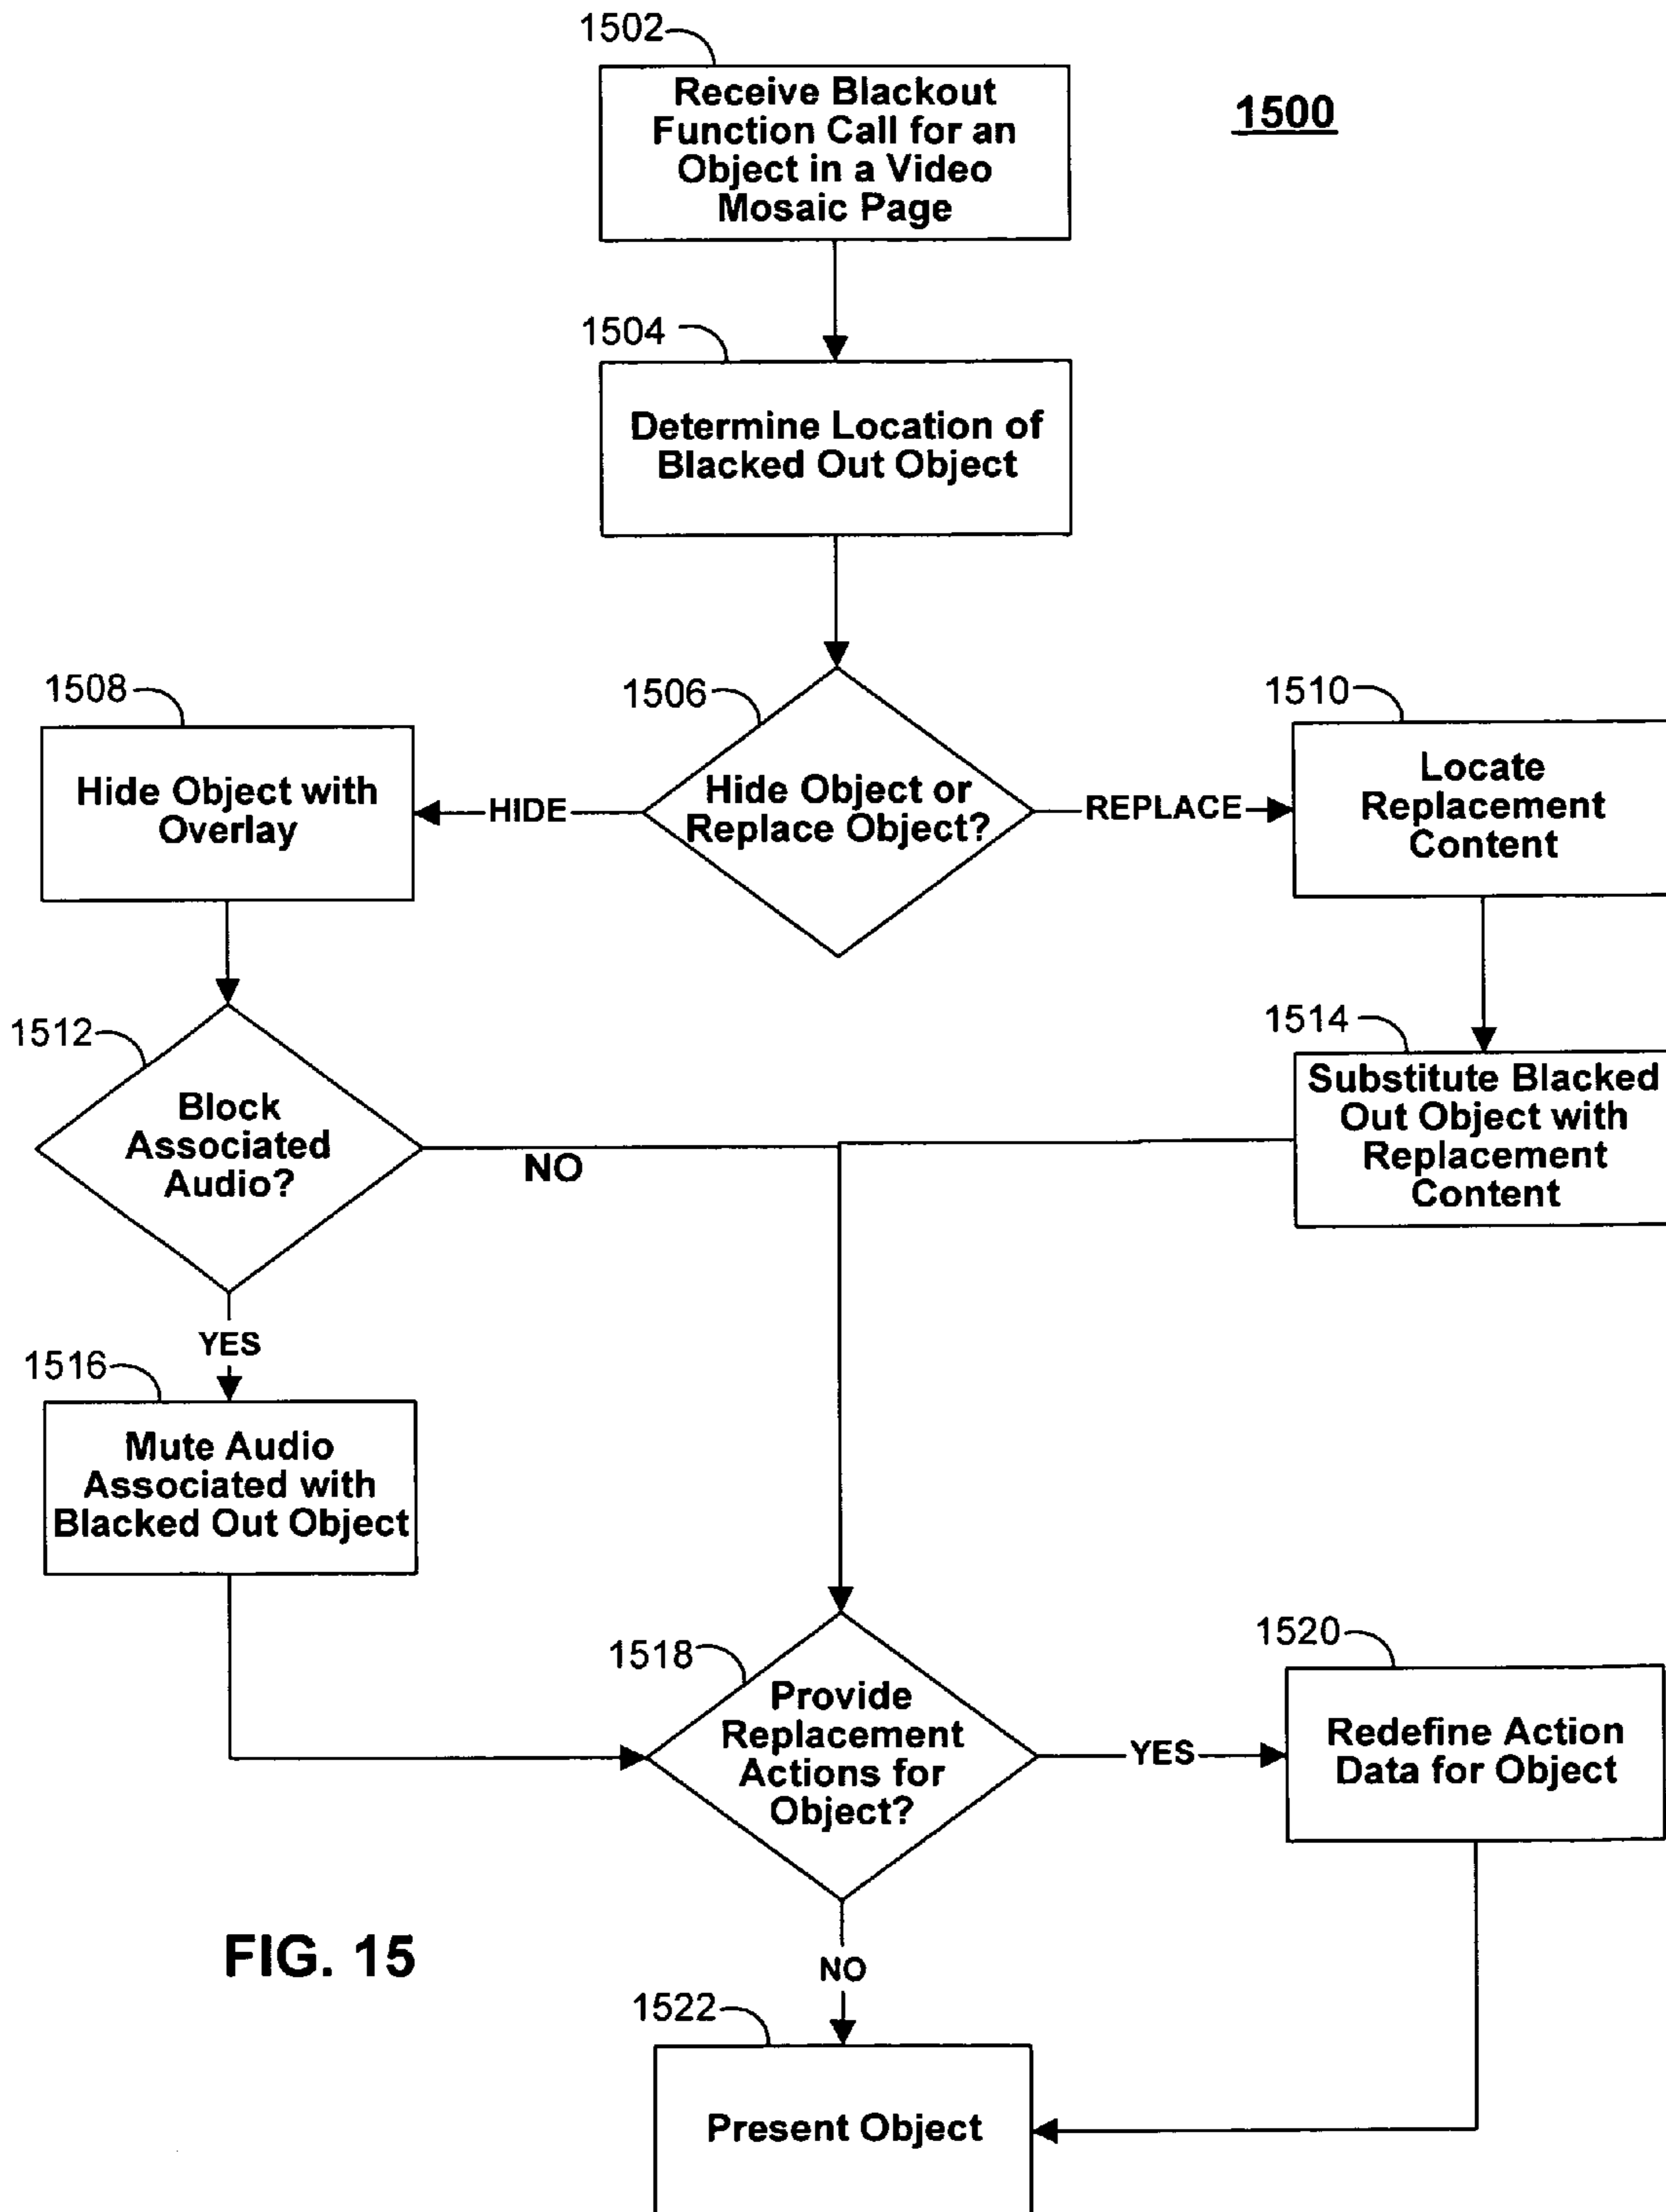 1502
1500
Receive Blackout
Function Call for an
Object in a Video
Mosaic Page
1504
Determine Location of
Blacked Out Object
1508
1506
1510
Hide Object with
Overlay
HIDE
Hide Object or
Replace Object?
REPLACE
Locate
Replacement
Content
1512
1514
Block
Associated
Audio?
NO
Substitute Blacked
Out Object with
Replacement
Content
YES
1516
Mute Audio
Associated with
Blacked Out Object
1518
1520
Provide
Replacement
Actions for
Object?
YES
Redefine Action
Data for Object
FIG. 15
NO
1522
Present Object